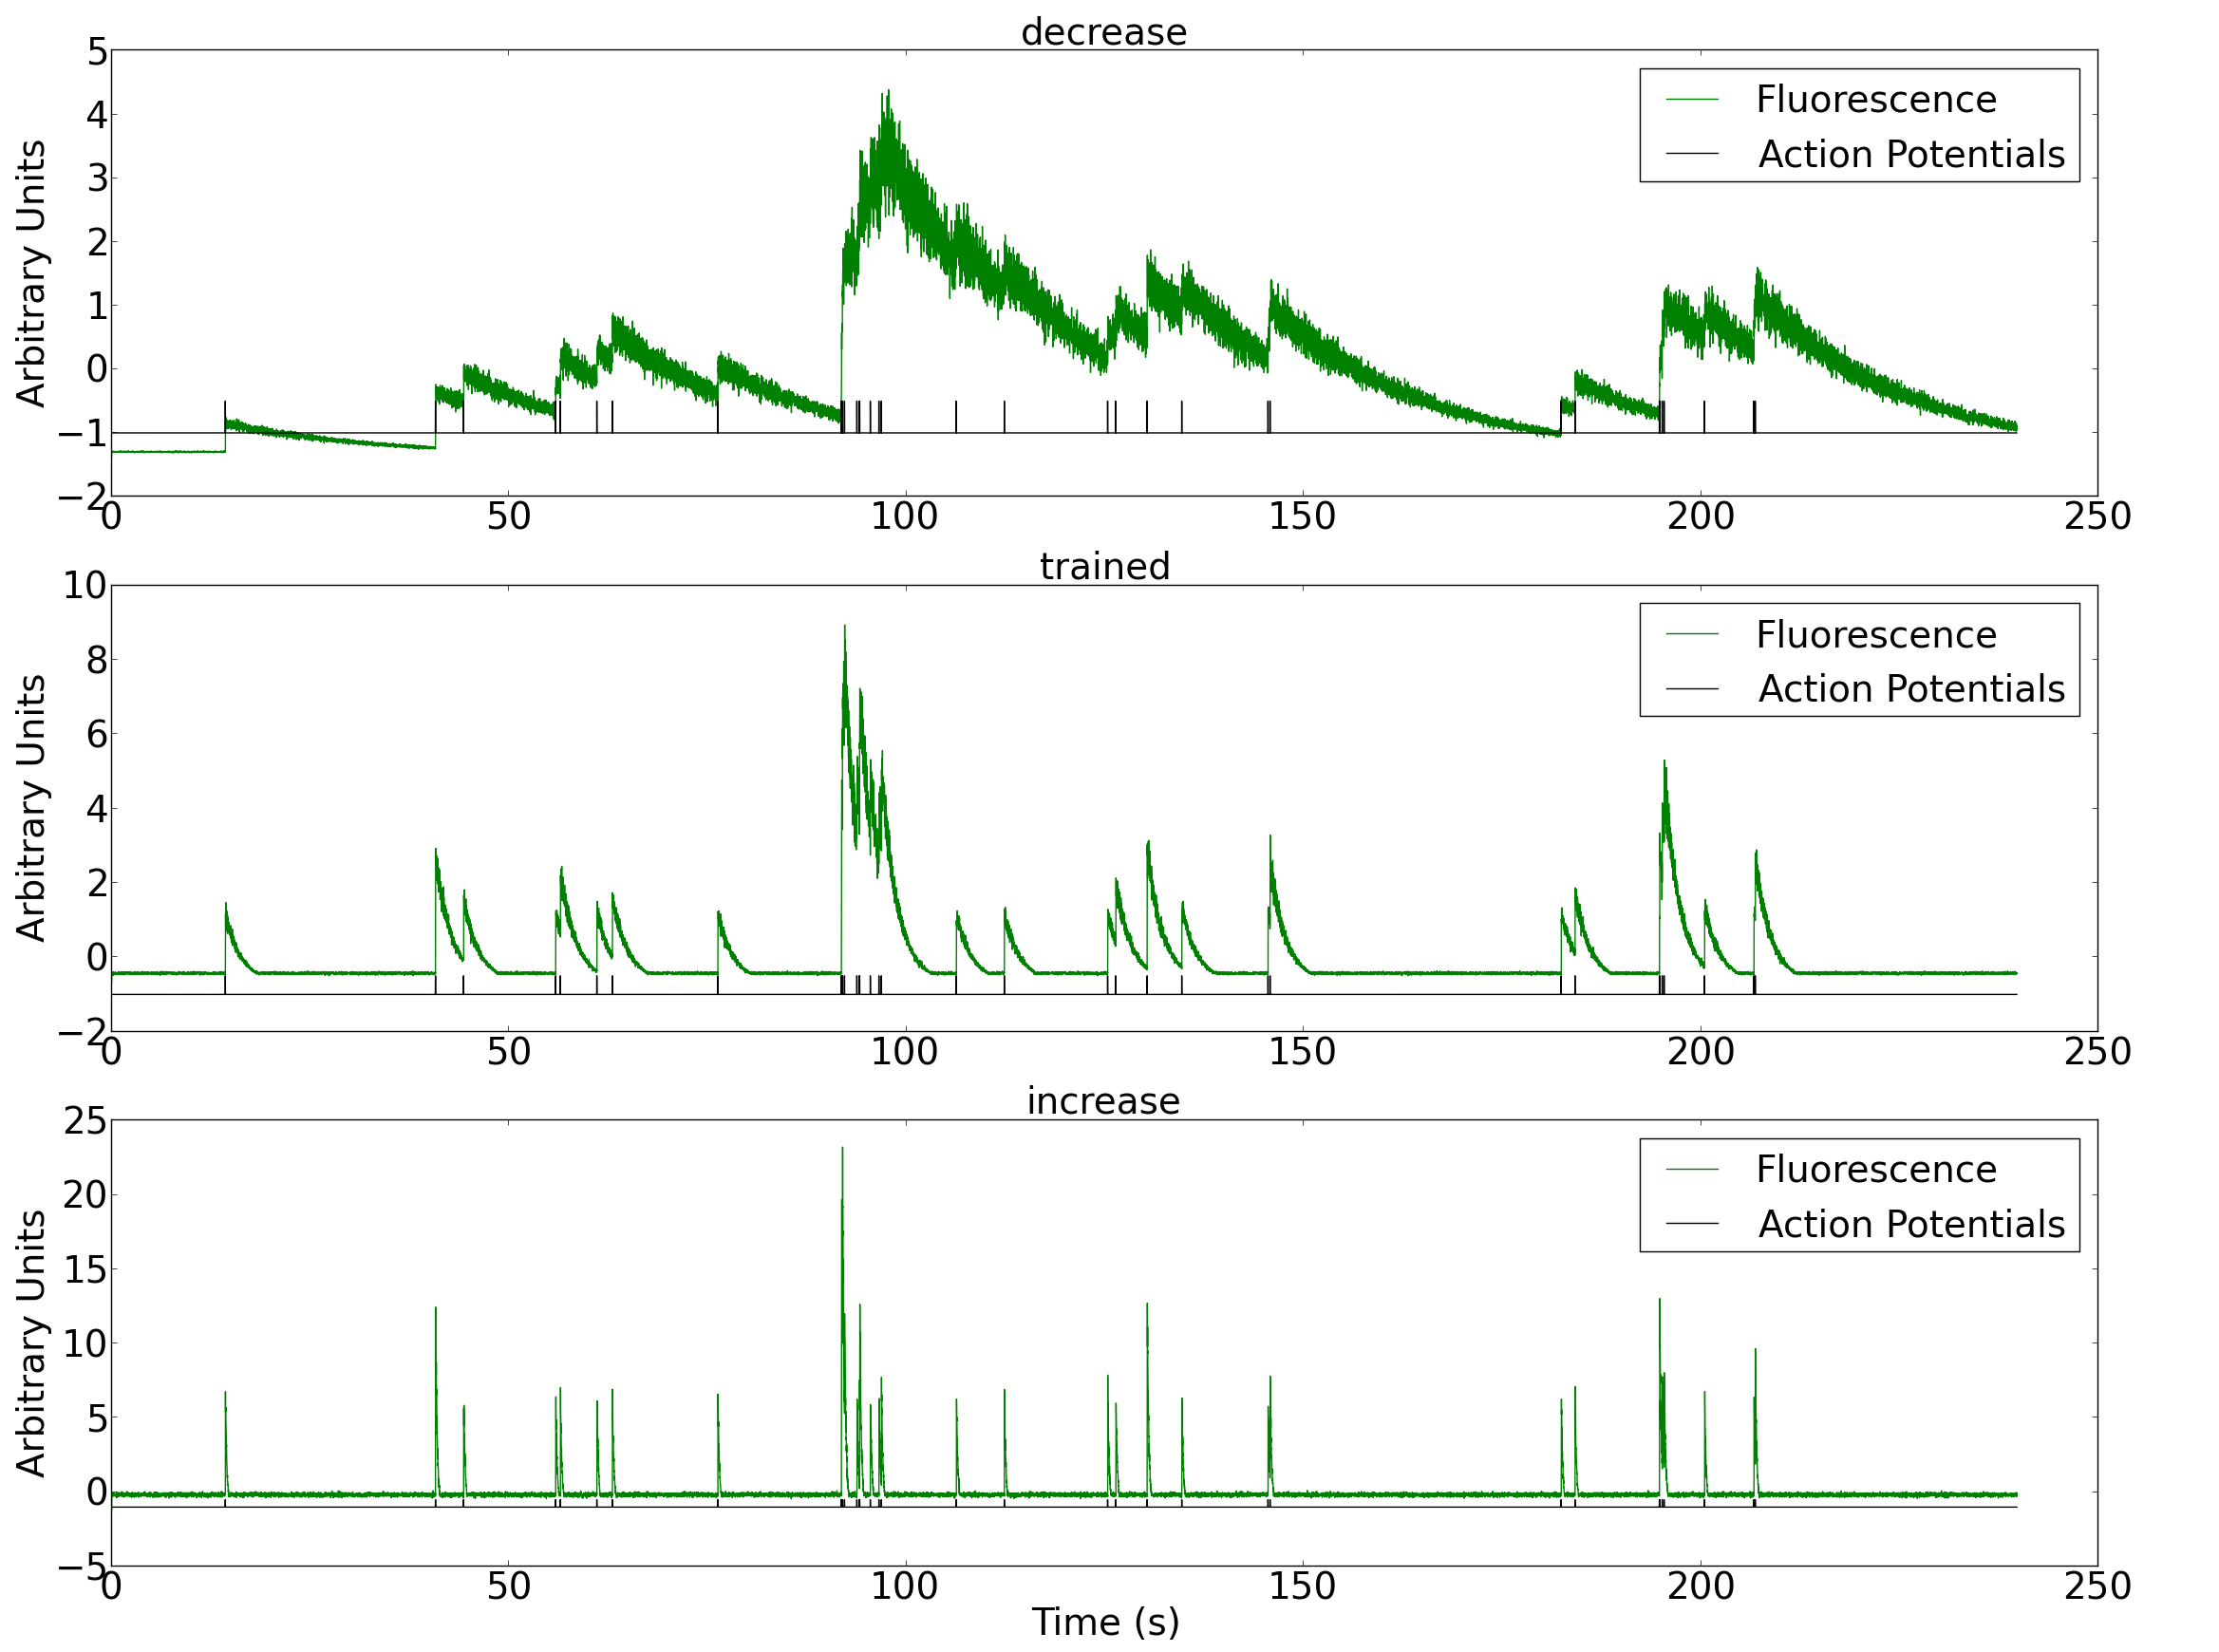 decrease
5
4
3
2
1
0
−1
−2
Arbitrary Units
Fluorescence
Action Potentials
0 50 100 150 200 250
trained
10
8
6
4
2
0
−2
Arbitrary Units
Fluorescence
Action Potentials
0 50 100 150 200 250
increase
25
20
15
10
5
0
−5
Arbitrary Units
Fluorescence
Action Potentials
0 50 100 150 200 250
Time (s)